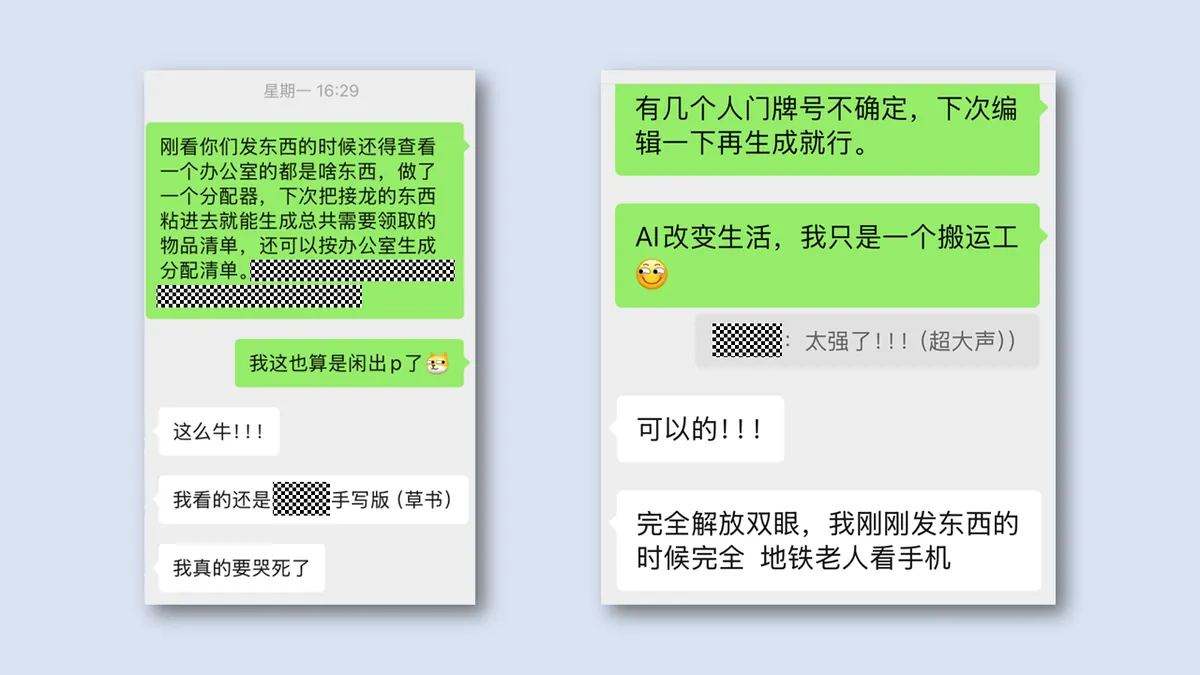 星期一 16:29
刚看你们发东西的时候还得查看
一个办公室的都是啥东西，做了
一个分配器，下次把接龙的东西
粘进去就能生成总共需要领取的
物品清单，还可以按办公室生成
分配清单。
我这也算是闲出p了
这么牛！！！
我看的还是手写版（草书）
我真的要哭死了
有几个人门牌号不确定，下次编
辑一下再生成就行。
AI改变生活，我只是一个搬运工
：太强了！！！（超大声））
可以的！！！
完全解放双眼，我刚刚发东西的
时候完全 地铁老人看手机